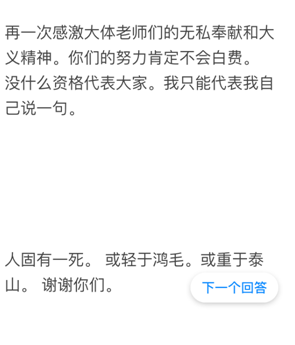 再一次感激大体老师们的无私奉献和大
义精神。你们的努力肯定不会白费。
没什么资格代表大家。我只能代表我自
己说一句。
人固有一死。 或轻于鸿毛。或重于泰
山。 谢谢你们。
下一个回答